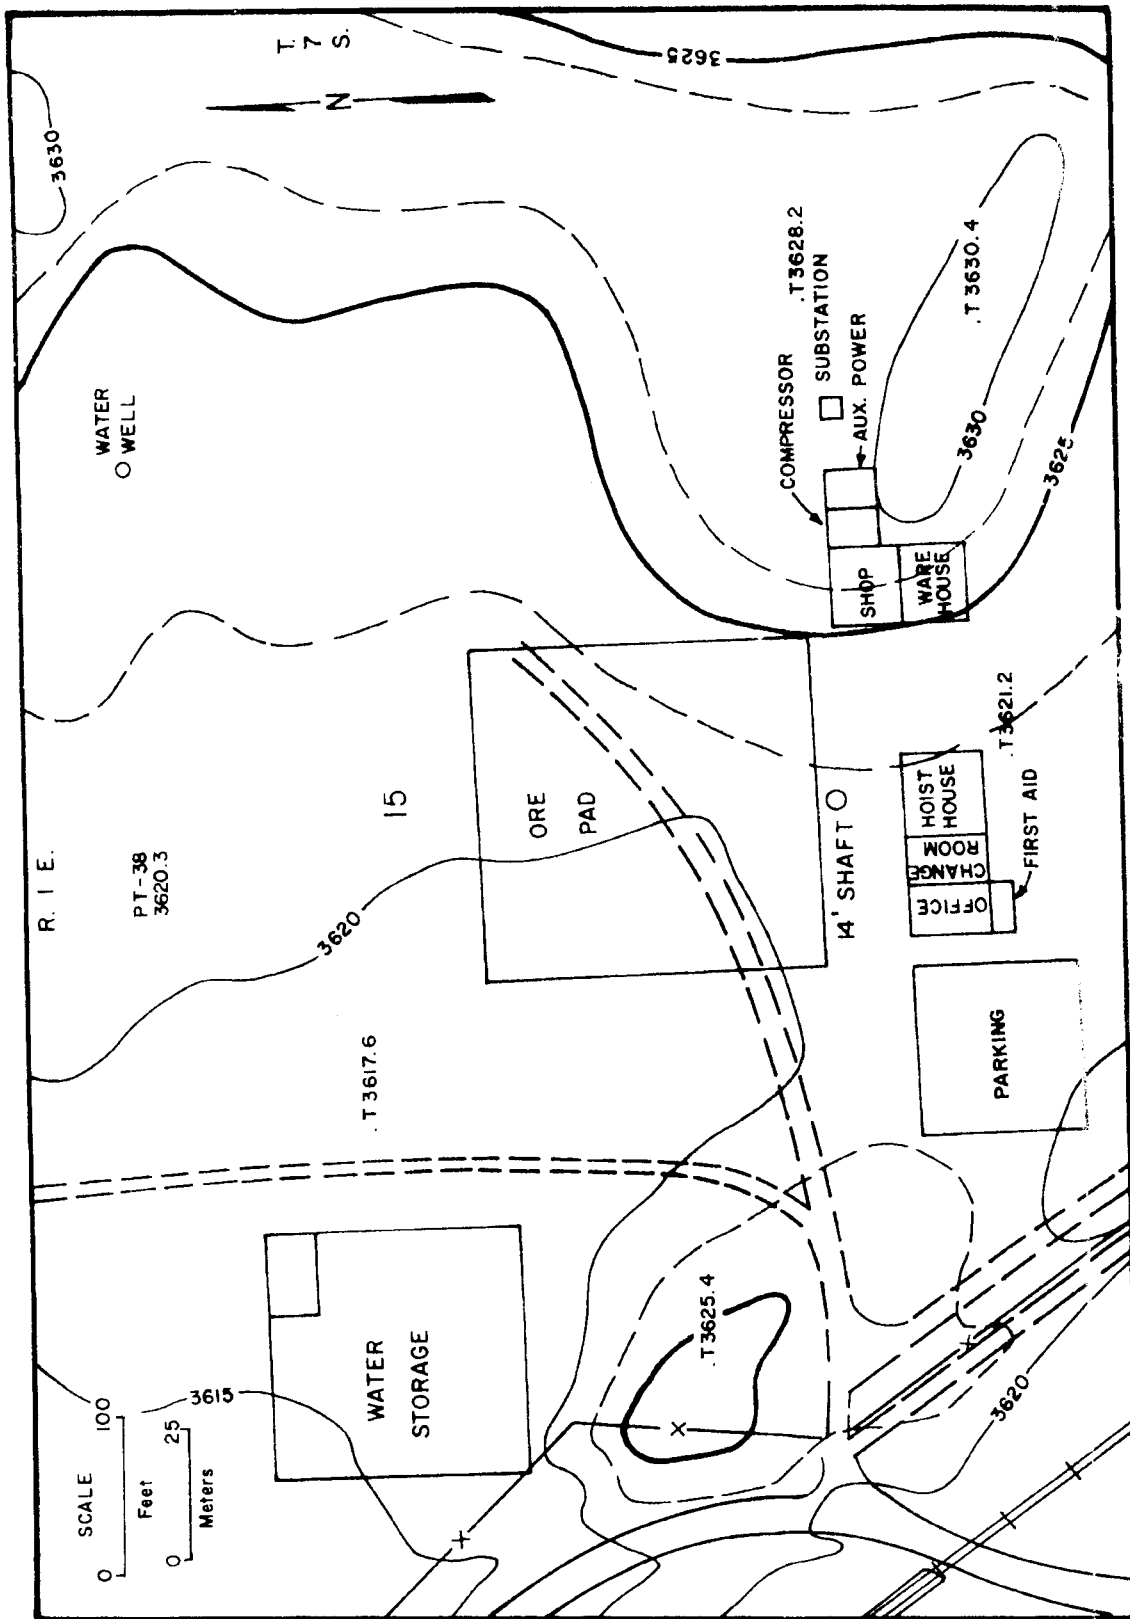 R. 1 E.
T.
7
S.
N
SCALE
0 100
Feet
0 25
Meters
3615
WATER
STORAGE
.T3617.6
PT-38
3620.3
15
3620
WATER
WELL
3630
3625
ORE
PAD
.T3625.4
14' SHAFT
COMPRESSOR
.T3628.2
SUBSTATION
AUX. POWER
SHOP
WARE
HOUSE
3630
.T3630.4
3625
HOIST
HOUSE
CHANGE
ROOM
OFFICE
.T3621.2
FIRST AID
PARKING
3620